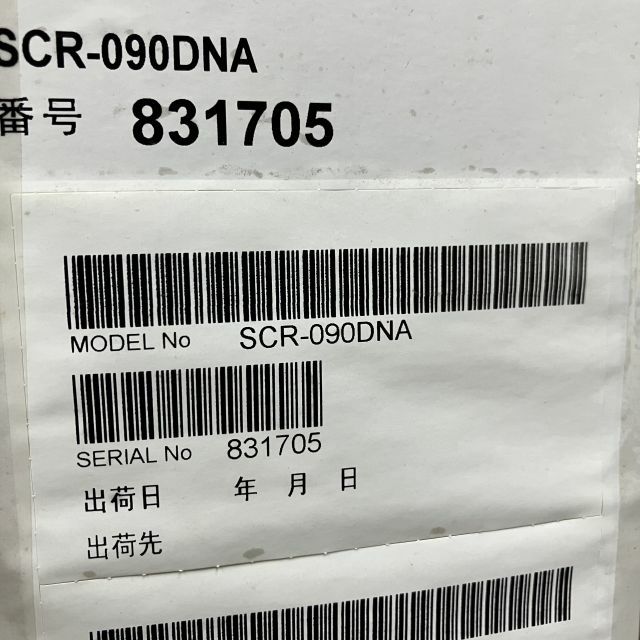 SCR-090DNA
番号 831705
MODEL No SCR-090DNA
SERIAL No 831705
出荷日 年 月 日
出荷先